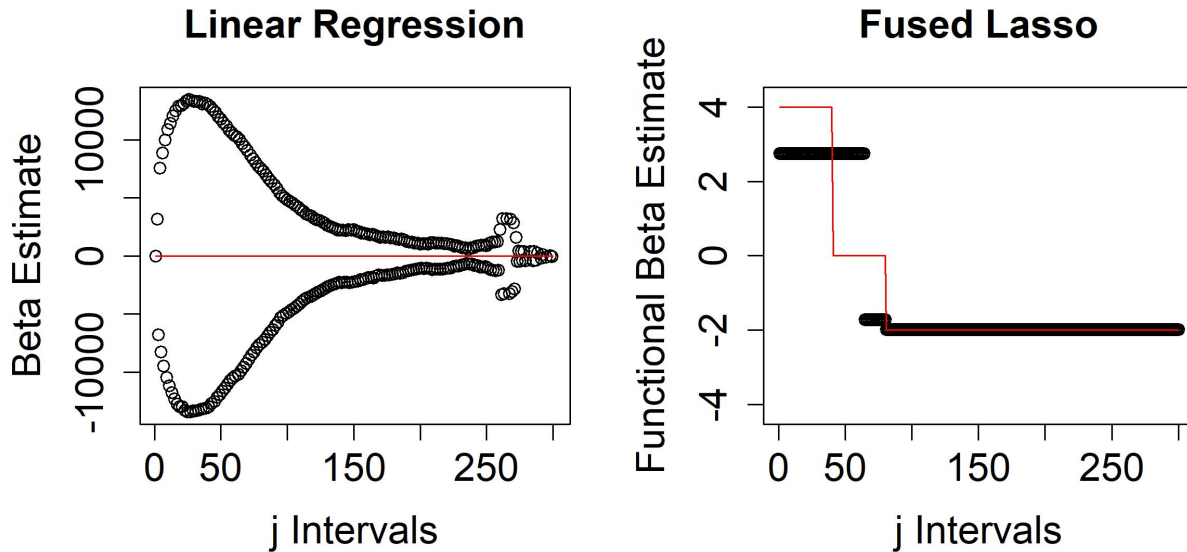 Linear Regression
Beta Estimate
10000
0
-10000
0 50 150 250
j Intervals
Fused Lasso
Functional Beta Estimate
4
2
0
-2
-4
0 50 150 250
j Intervals